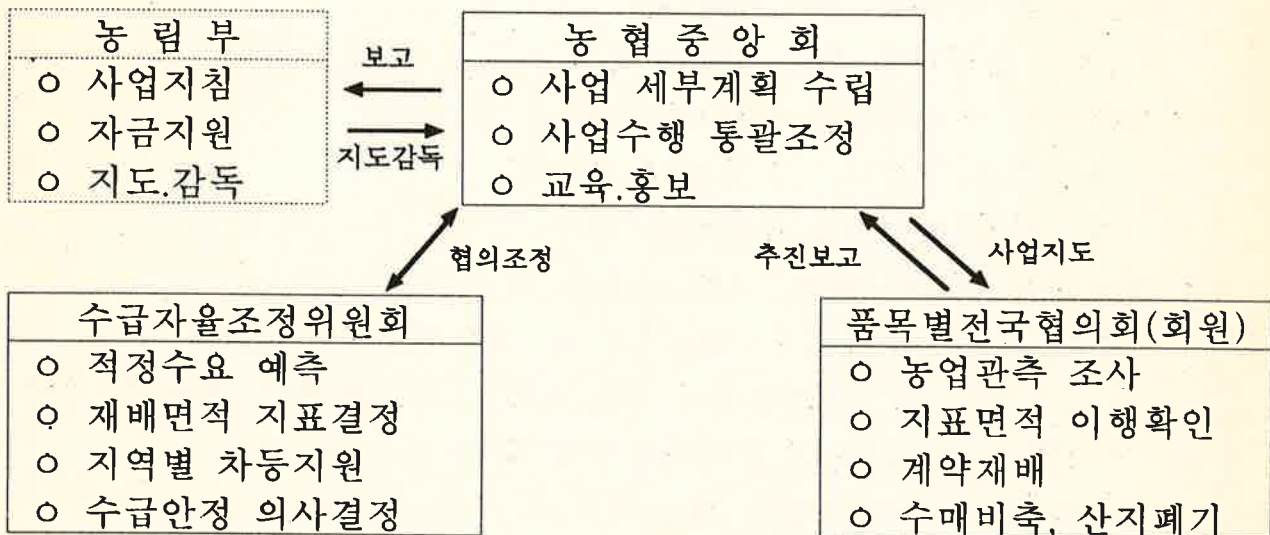 농 림 부
ㅇ 사업지침
ㅇ 자금지원
ㅇ 지도.감독
보고
지도감독
농 협 중 앙 회
ㅇ 사업 세부계획 수립
ㅇ 사업수행 통괄조정
ㅇ 교육.홍보
협의조정
추진보고
사업지도
수급자율조정위원회
ㅇ 적정수요 예측
ㅇ 재배면적 지표결정
ㅇ 지역별 차등지원
ㅇ 수급안정 의사결정
품목별전국협의회(회원)
ㅇ 농업관측 조사
ㅇ 지표면적 이행확인
ㅇ 계약재배
ㅇ 수매비축, 산지폐기